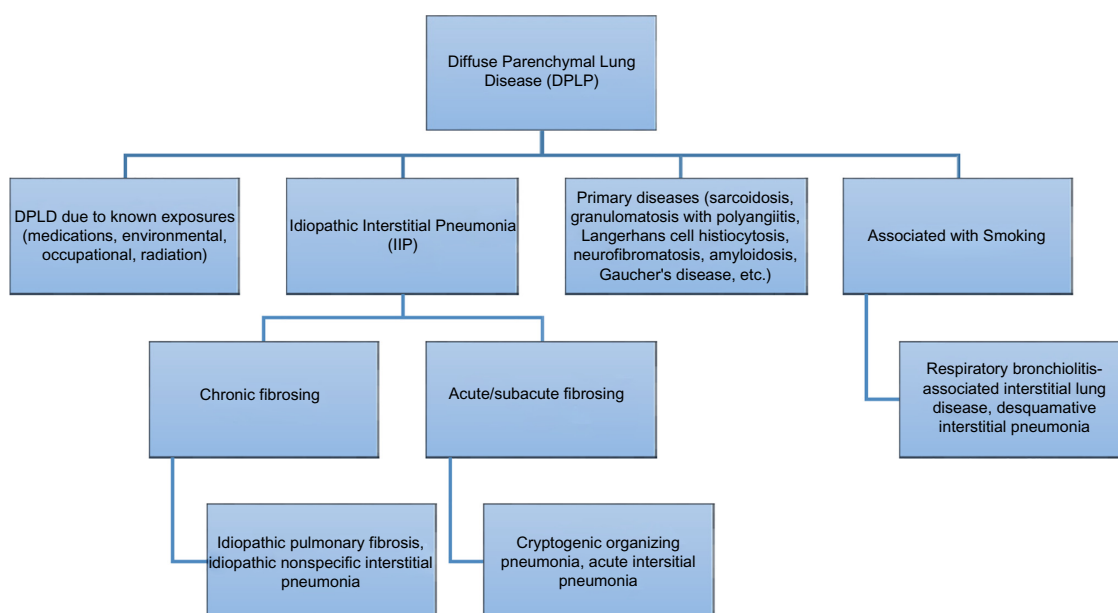 Diffuse Parenchymal Lung
Disease (DPLP)
DPLD due to known exposures
(medications, environmental,
occupational, radiation)
Idiopathic Interstitial Pneumonia
(IIP)
Primary diseases (sarcoidosis,
granulomatosis with polyangiitis,
Langerhans cell histiocytosis,
neurofibromatosis, amyloidosis,
Gaucher's disease, etc.)
Associated with Smoking
Chronic fibrosing
Acute/subacute fibrosing
Respiratory bronchiolitis-
associated interstitial lung
disease, desquamative
interstitial pneumonia
Idiopathic pulmonary fibrosis,
idiopathic nonspecific interstitial
pneumonia
Cryptogenic organizing
pneumonia, acute intersitial
pneumonia